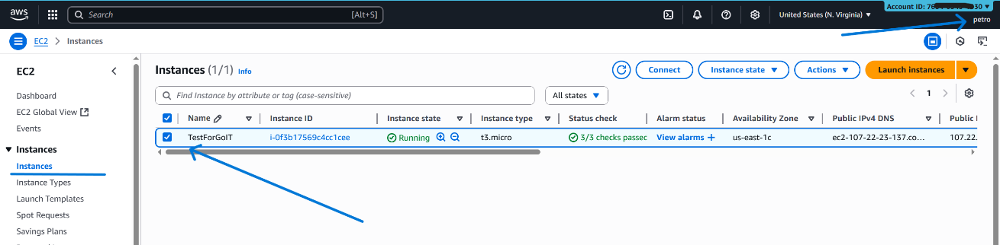 aws
Search [Alt+S]
United States (N. Virginia)
Account ID: 76
30
petro
EC2 > Instances
EC2
Dashboard
EC2 Global View
Events
Instances
Instances
Instance Types
Launch Templates
Spot Requests
Savings Plans
Instances (1/1) Info
Connect
Instance state
Actions
Launch instances
Find Instance by attribute or tag (case-sensitive)
All states
1
Name Instance ID Instance state Instance type Status check Alarm status Availability Zone Public IPv4 DNS Public I
TestForGoIT i-0f3b17569c4cc1cee Running t3.micro 3/3 checks passec View alarms + us-east-1c ec2-107-22-23-137.co... 107.22.